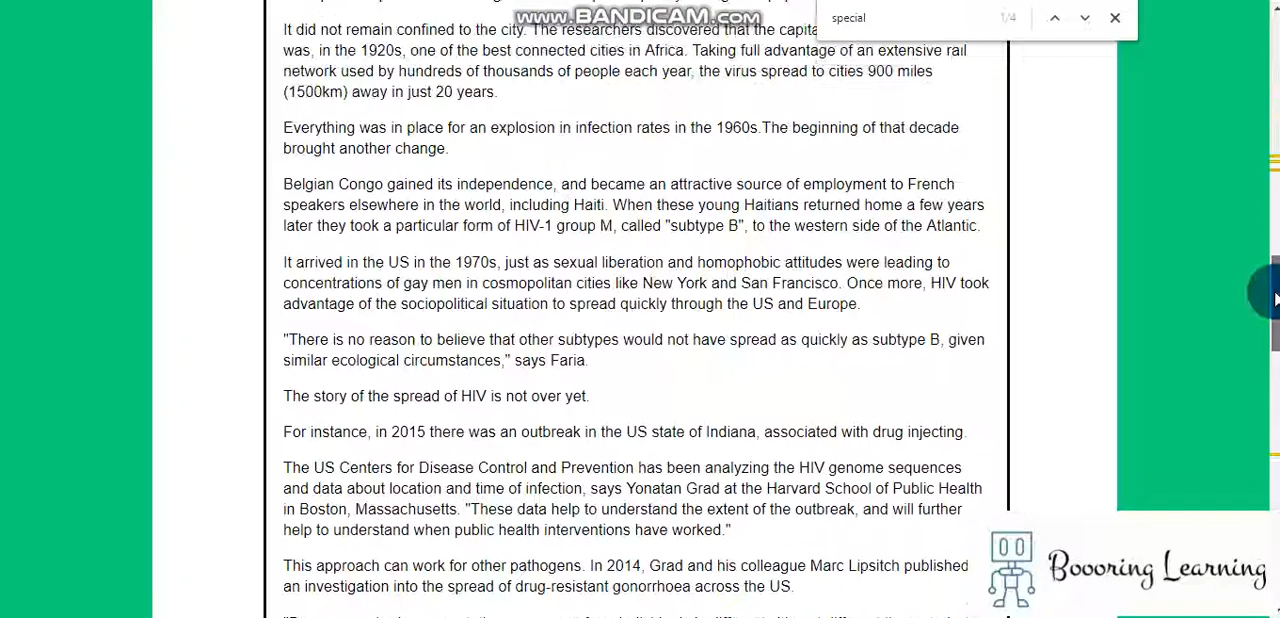 www.BANDICAM.com
special
1/4
It did not remain confined to the city. The researchers discovered that the
was, in the 1920s, one of the best connected cities in Africa. Taking full advantage of an extensive rail
network used by hundreds of thousands of people each year, the virus spread to cities 900 miles
(1500km) away in just 20 years.
Everything was in place for an explosion in infection rates in the 1960s.The beginning of that decade
brought another change.
Belgian Congo gained its independence, and became an attractive source of employment to French
speakers elsewhere in the world, including Haiti. When these young Haitians returned home a few years
later they took a particular form of HIV-1 group M, called "subtype B", to the western side of the Atlantic.
It arrived in the US in the 1970s, just as sexual liberation and homophobic attitudes were leading to
concentrations of gay men in cosmopolitan cities like New York and San Francisco. Once more, HIV took
advantage of the sociopolitical situation to spread quickly through the US and Europe.
"There is no reason to believe that other subtypes would not have spread as quickly as subtype B, given
similar ecological circumstances," says Faria.
The story of the spread of HIV is not over yet.
For instance, in 2015 there was an outbreak in the US state of Indiana, associated with drug injecting.
The US Centers for Disease Control and Prevention has been analyzing the HIV genome sequences
and data about location and time of infection, says Yonatan Grad at the Harvard School of Public Health
in Boston, Massachusetts. "These data help to understand the extent of the outbreak, and will further
help to understand when public health interventions have worked."
This approach can work for other pathogens. In 2014, Grad and his colleague Marc Lipsitch published
an investigation into the spread of drug-resistant gonorrhoea across the US.
Boooring Learning